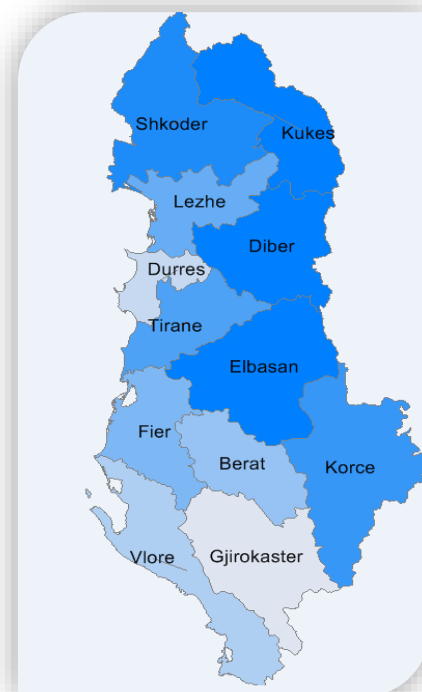 Shkoder
Kukes
Lezhe
Diber
Durres
Tirane
Elbasan
Fier
Berat
Korce
Vlore
Gjirokaster